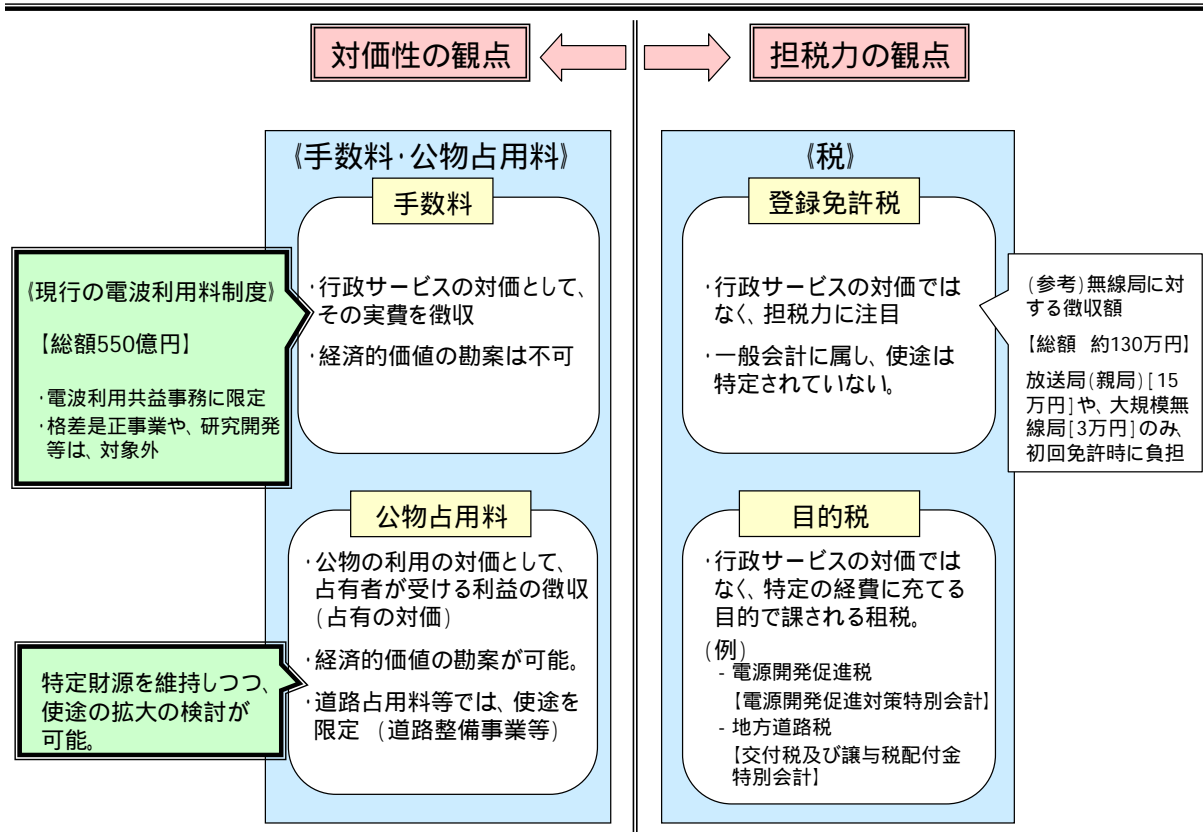 対価性の観点
担税力の観点
《手数料・公物占用料》
手数料
・行政サービスの対価として、
その実費を徴収
・経済的価値の勘案は不可
《現行の電波利用料制度》
【総額550億円】
・電波利用共益事務に限定
・格差是正事業や、研究開発
等は、対象外
公物占用料
・公物の利用の対価として、
占有者が受ける利益の徴収
(占有の対価)
・経済的価値の勘案が可能。
・道路占用料等では、使途を
限定 (道路整備事業等)
特定財源を維持しつつ、
使途の拡大の検討が
可能。
《税》
登録免許税
・行政サービスの対価では
なく、担税力に注目
・一般会計に属し、使途は
特定されていない。
(参考)無線局に対
する徴収額
【総額 約130万円】
放送局(親局)[15
万円]や、大規模無
線局[3万円]のみ、
初回免許時に負担
目的税
・行政サービスの対価では
なく、特定の経費に充てる
目的で課される租税。
(例)
- 電源開発促進税
【電源開発促進対策特別会計】
- 地方道路税
【交付税及び譲与税配付金
特別会計】